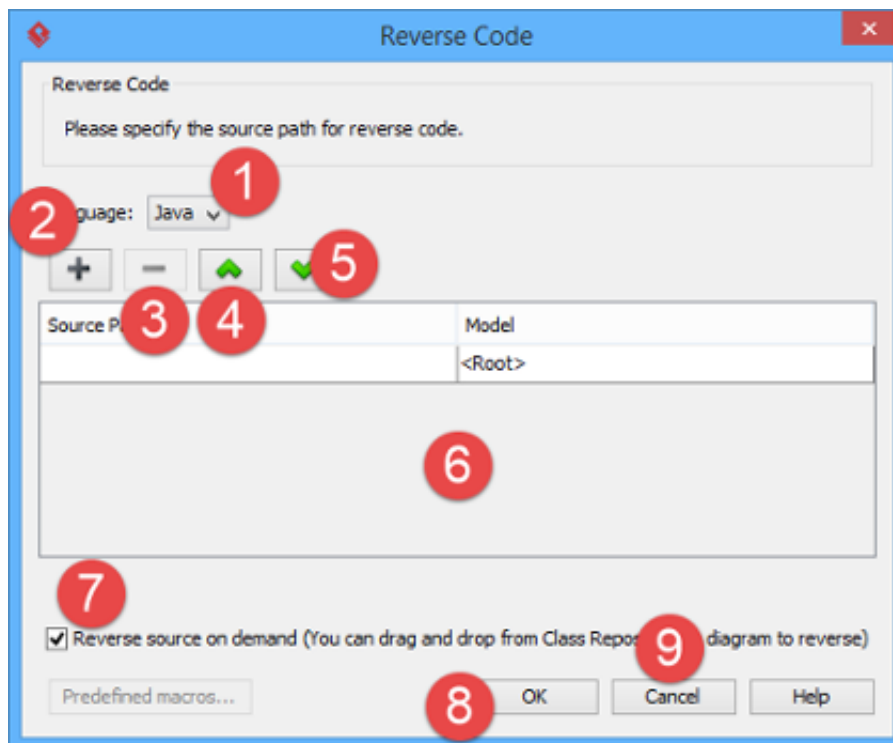 Reverse Code
Reverse Code
Please specify the source path for reverse code.
1
2 guage: Java
3 4 5
Source P Model
<Root>
6
7
Reverse source on demand (You can drag and drop from Class Repos 9 diagram to reverse)
Predefined macros... 8 OK Cancel Help